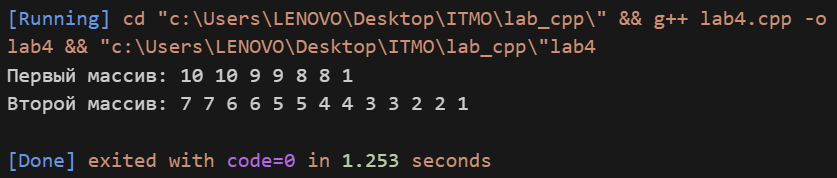 [Running] cd "c:\Users\LENOVO\Desktop\ITMO\lab_cpp\" && g++ lab4.cpp -o
lab4 && "c:\Users\LENOVO\Desktop\ITMO\lab_cpp\"lab4
Первый массив: 10 10 9 9 8 8 1
Второй массив: 7 7 6 6 5 5 4 4 3 3 2 2 1
[Done] exited with code=0 in 1.253 seconds